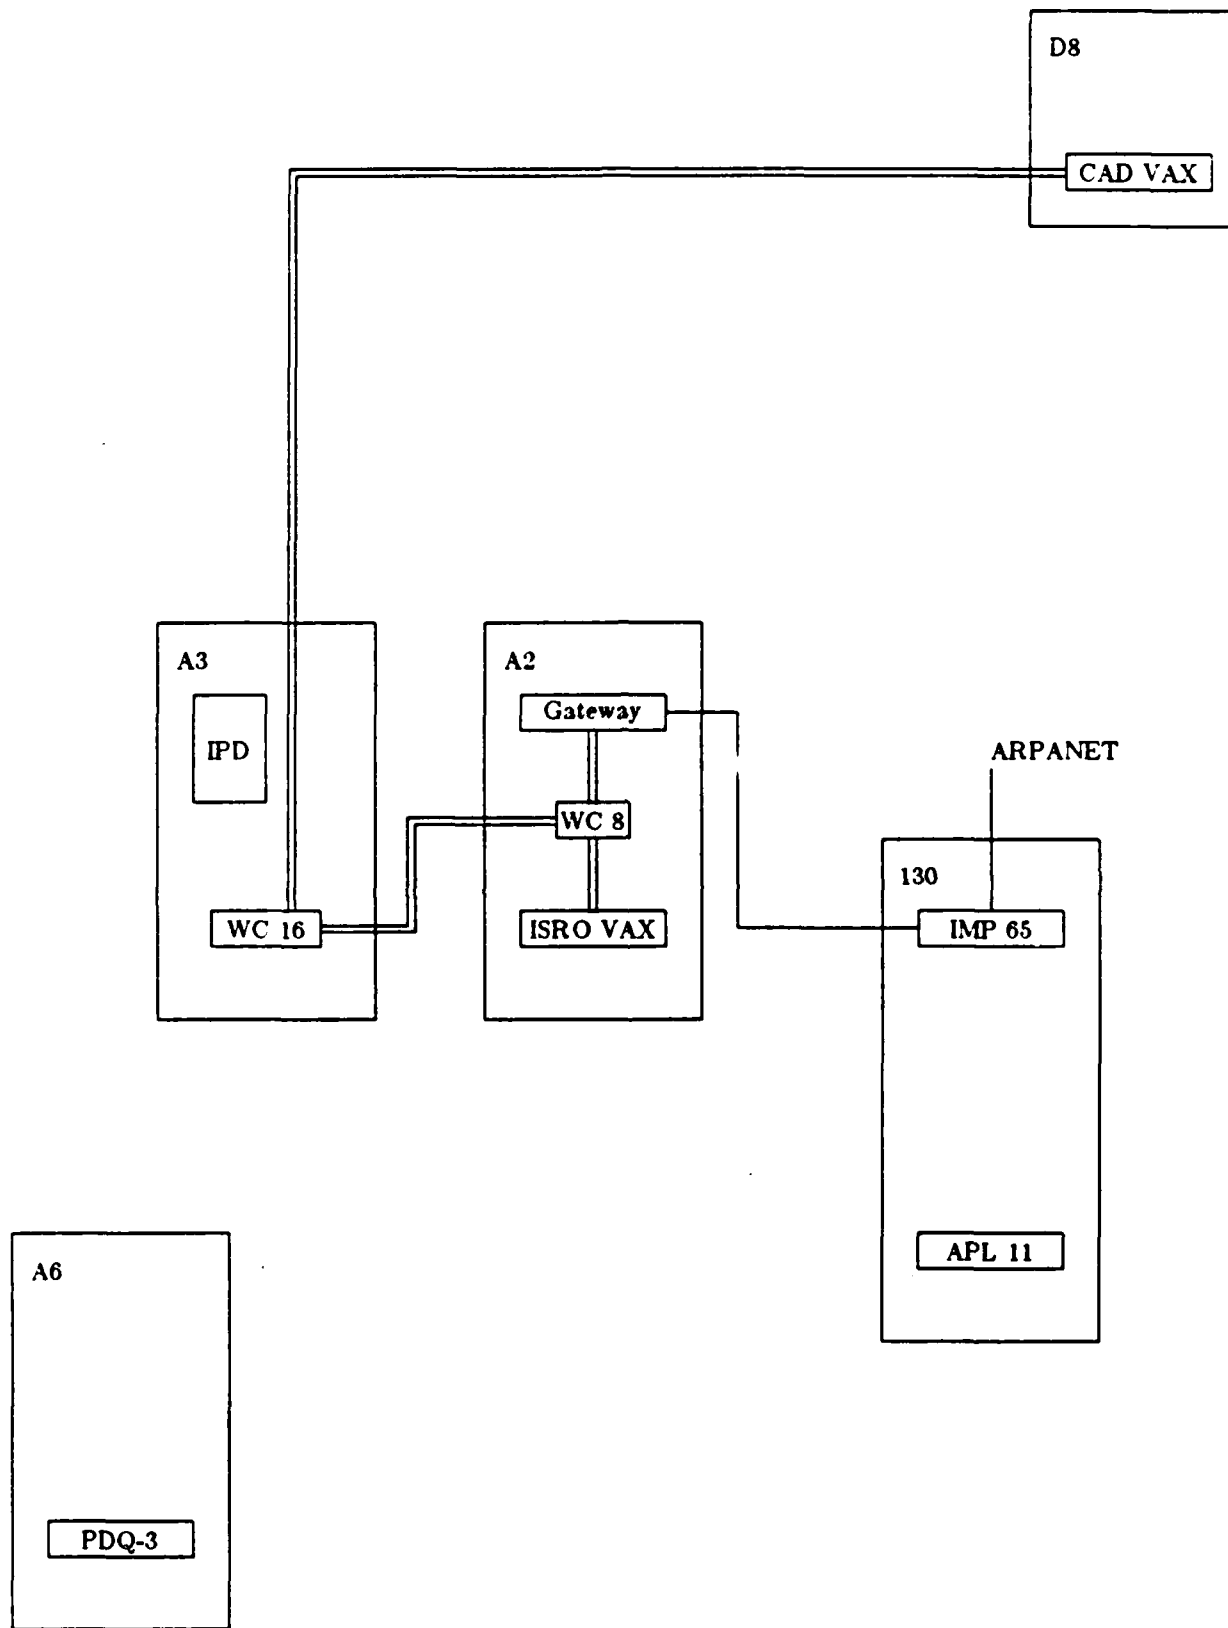 D8
CAD VAX
A3
A2
Gateway
IPD
ARPANET
WC 8
130
WC 16
ISRO VAX
IMP 65
APL 11
A6
PDQ-3